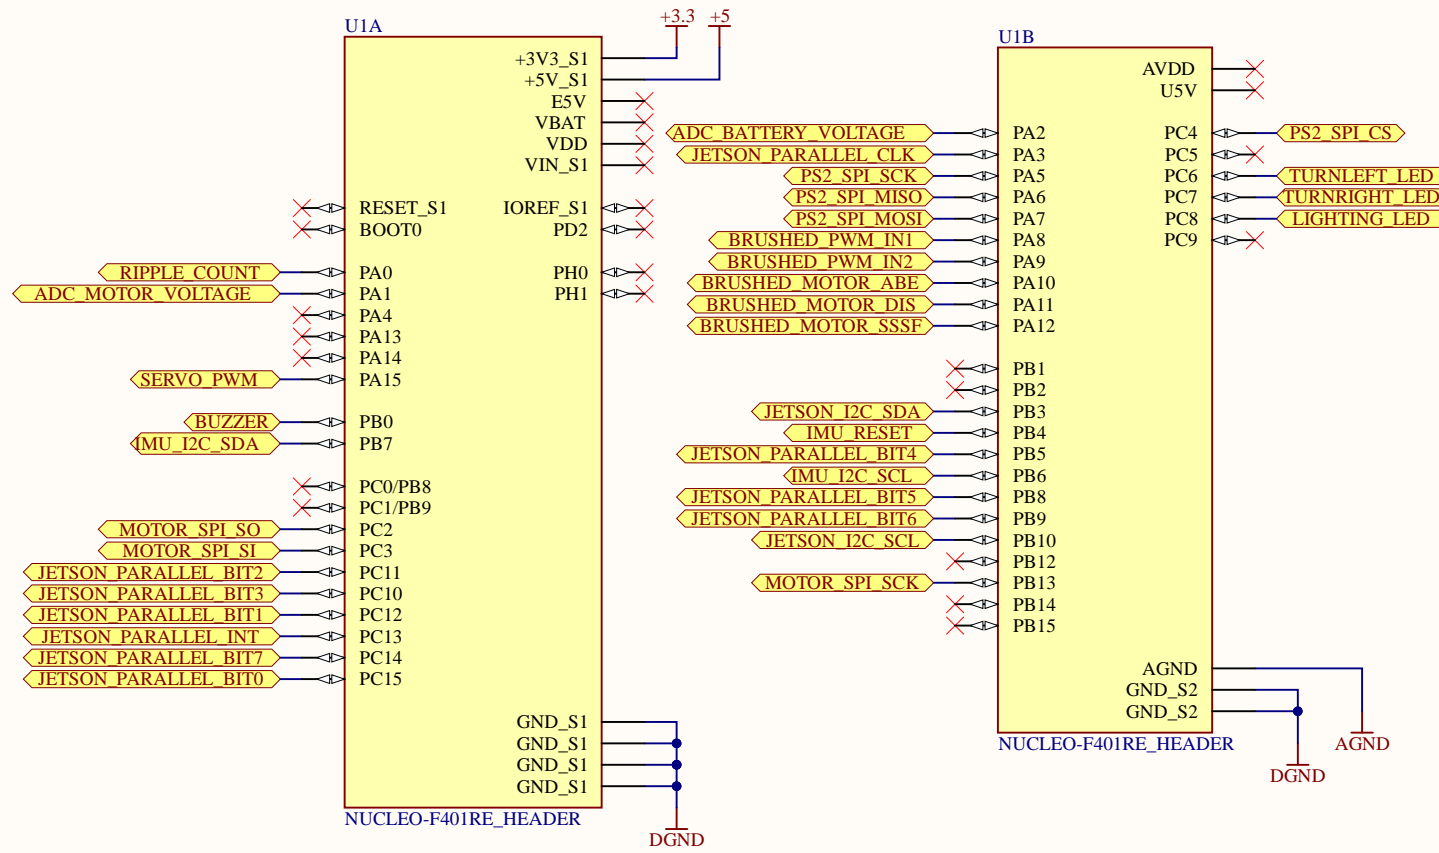 U1A
+3.3 +5
+3V3_S1
+5V_S1
E5V
VBAT
VDD
VIN_S1
RESET_S1 IOREF_S1
BOOT0 PD2
RIPPLE_COUNT PA0 PH0
ADC_MOTOR_VOLTAGE PA1 PH1
PA4
PA13
PA14
SERVO_PWM PA15
BUZZER PB0
IMU_I2C_SDA PB7
PC0/PB8
PC1/PB9
MOTOR_SPI_SO PC2
MOTOR_SPI_SI PC3
JETSON_PARALLEL_BIT2 PC11
JETSON_PARALLEL_BIT3 PC10
JETSON_PARALLEL_BIT1 PC12
JETSON_PARALLEL_INT PC13
JETSON_PARALLEL_BIT7 PC14
JETSON_PARALLEL_BIT0 PC15
GND_S1
GND_S1
GND_S1
GND_S1
NUCLEO-F401RE_HEADER
DGND
U1B
AVDD
U5V
ADC_BATTERY_VOLTAGE PA2 PC4 PS2_SPI_CS
JETSON_PARALLEL_CLK PA3 PC5
PS2_SPI_SCK PA5 PC6 TURNLEFT_LED
PS2_SPI_MISO PA6 PC7 TURNRIGHT_LED
PS2_SPI_MOSI PA7 PC8 LIGHTING_LED
BRUSHED_PWM_IN1 PA8 PC9
BRUSHED_PWM_IN2 PA9
BRUSHED_MOTOR_ABE PA10
BRUSHED_MOTOR_DIS PA11
BRUSHED_MOTOR_SSSF PA12
PB1
PB2
JETSON_I2C_SDA PB3
IMU_RESET PB4
JETSON_PARALLEL_BIT4 PB5
IMU_I2C_SCL PB6
JETSON_PARALLEL_BIT5 PB8
JETSON_PARALLEL_BIT6 PB9
JETSON_I2C_SCL PB10
PB12
MOTOR_SPI_SCK PB13
PB14
PB15
AGND
GND_S2
GND_S2
NUCLEO-F401RE_HEADER
AGND
DGND